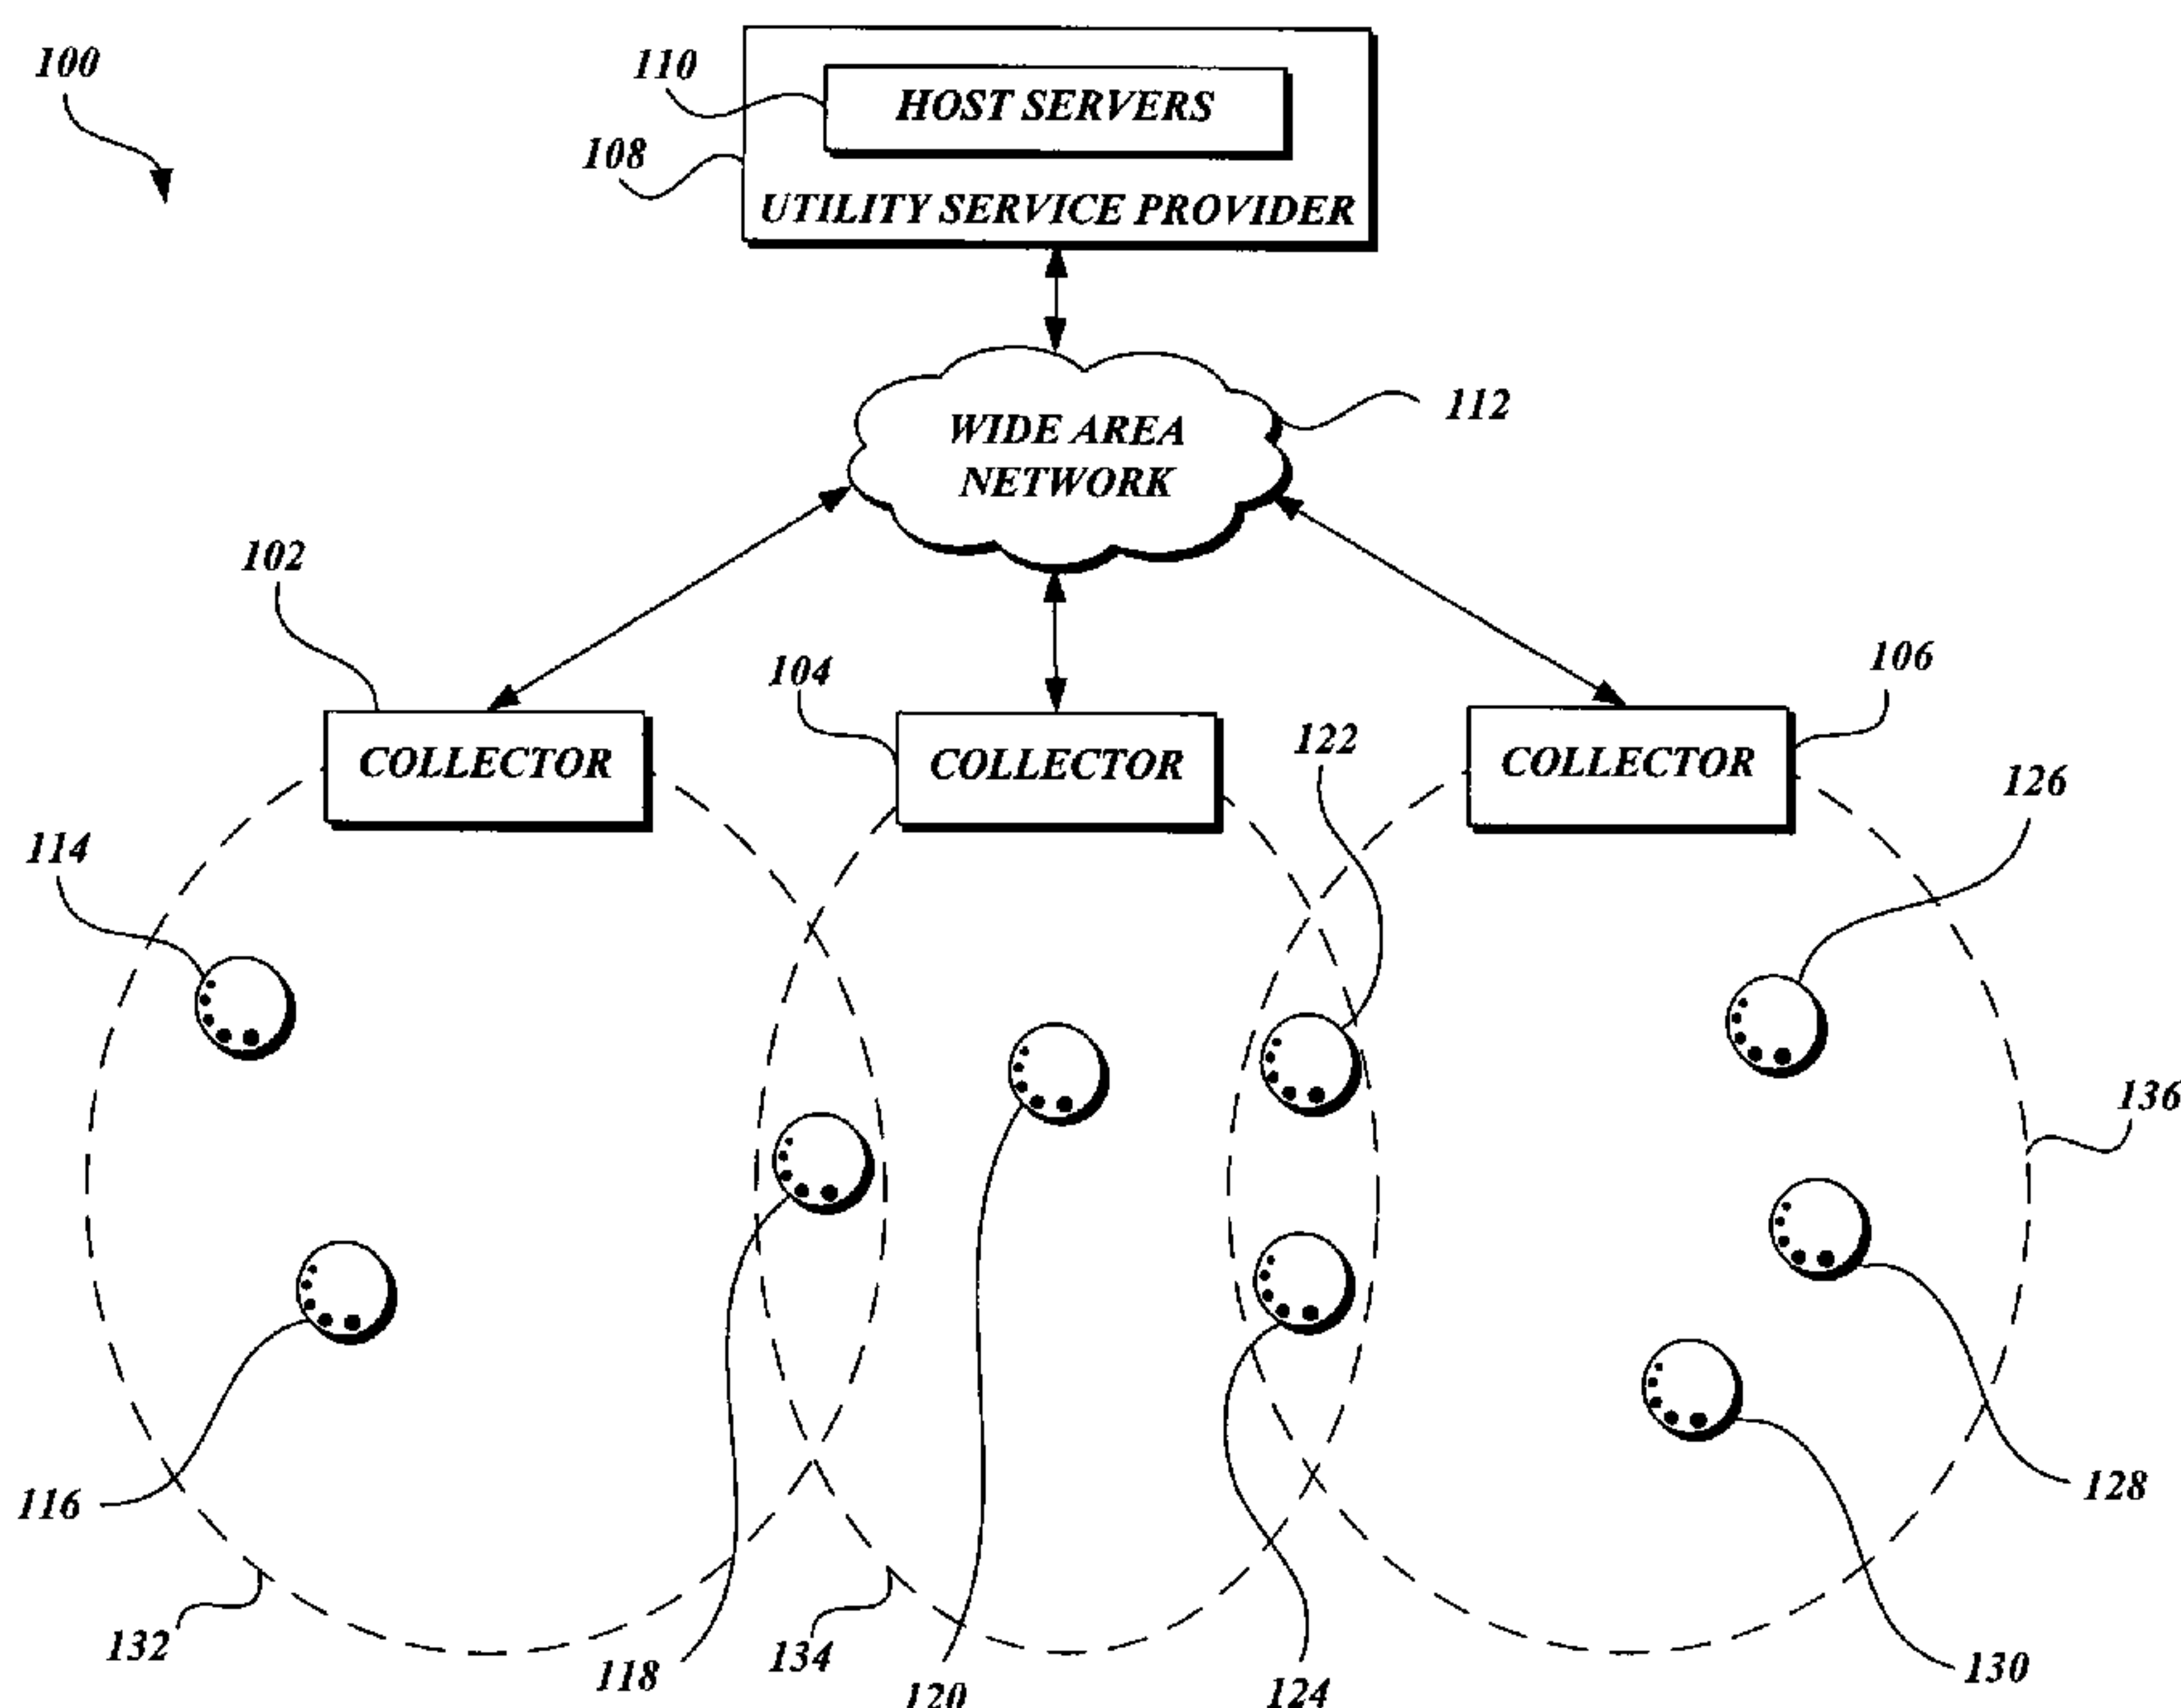 100
110
HOST SERVERS
108
UTILITY SERVICE PROVIDER
WIDE AREA
NETWORK
112
102
104
106
COLLECTOR
COLLECTOR
COLLECTOR
122
126
114
136
116
128
132
118
134
120
124
130